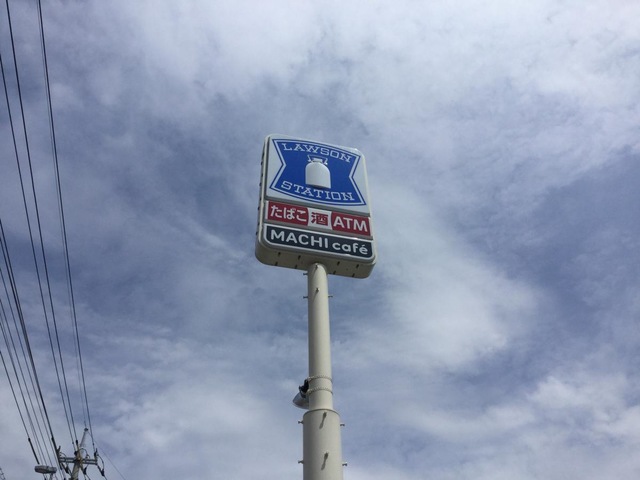 LAWSON
STATION
たばこ 酒 ATM
MACHI café